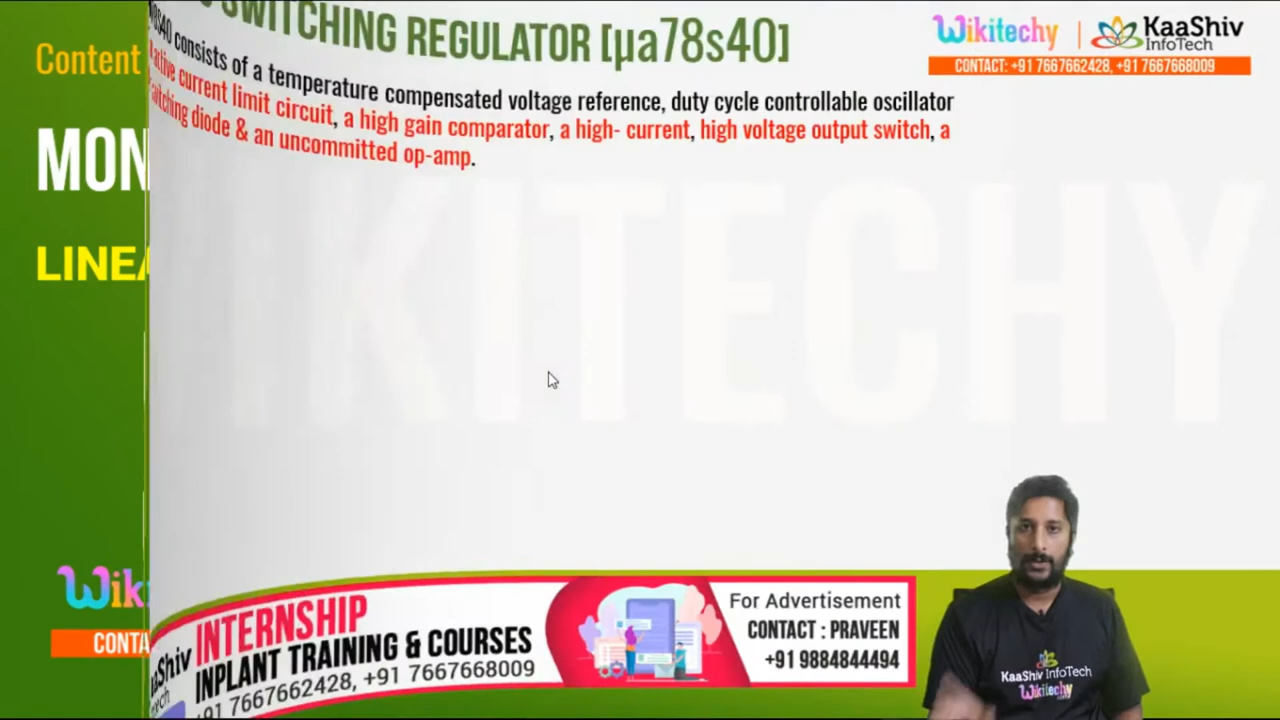 Content
MON
LINEA
SWITCHING REGULATOR [µa78s40]
consists of a temperature compensated voltage reference, duty cycle controllable oscillator
active current limit circuit, a high gain comparator, a high- current, high voltage output switch, a
diode & an uncommitted op-amp.
Wikitechy | KaaShiv
InfoTech
CONTACT: +91 7667662428, +91 7667668009
WIKITECHY
Wik
CONTA
INTERNSHIP
INPLANT TRAINING & COURSES
+91 7667662428, +91 7667668009
For Advertisement
CONTACT : PRAVEEN
+91 9884844494
KaaShiv InfoTech
Wikitechy